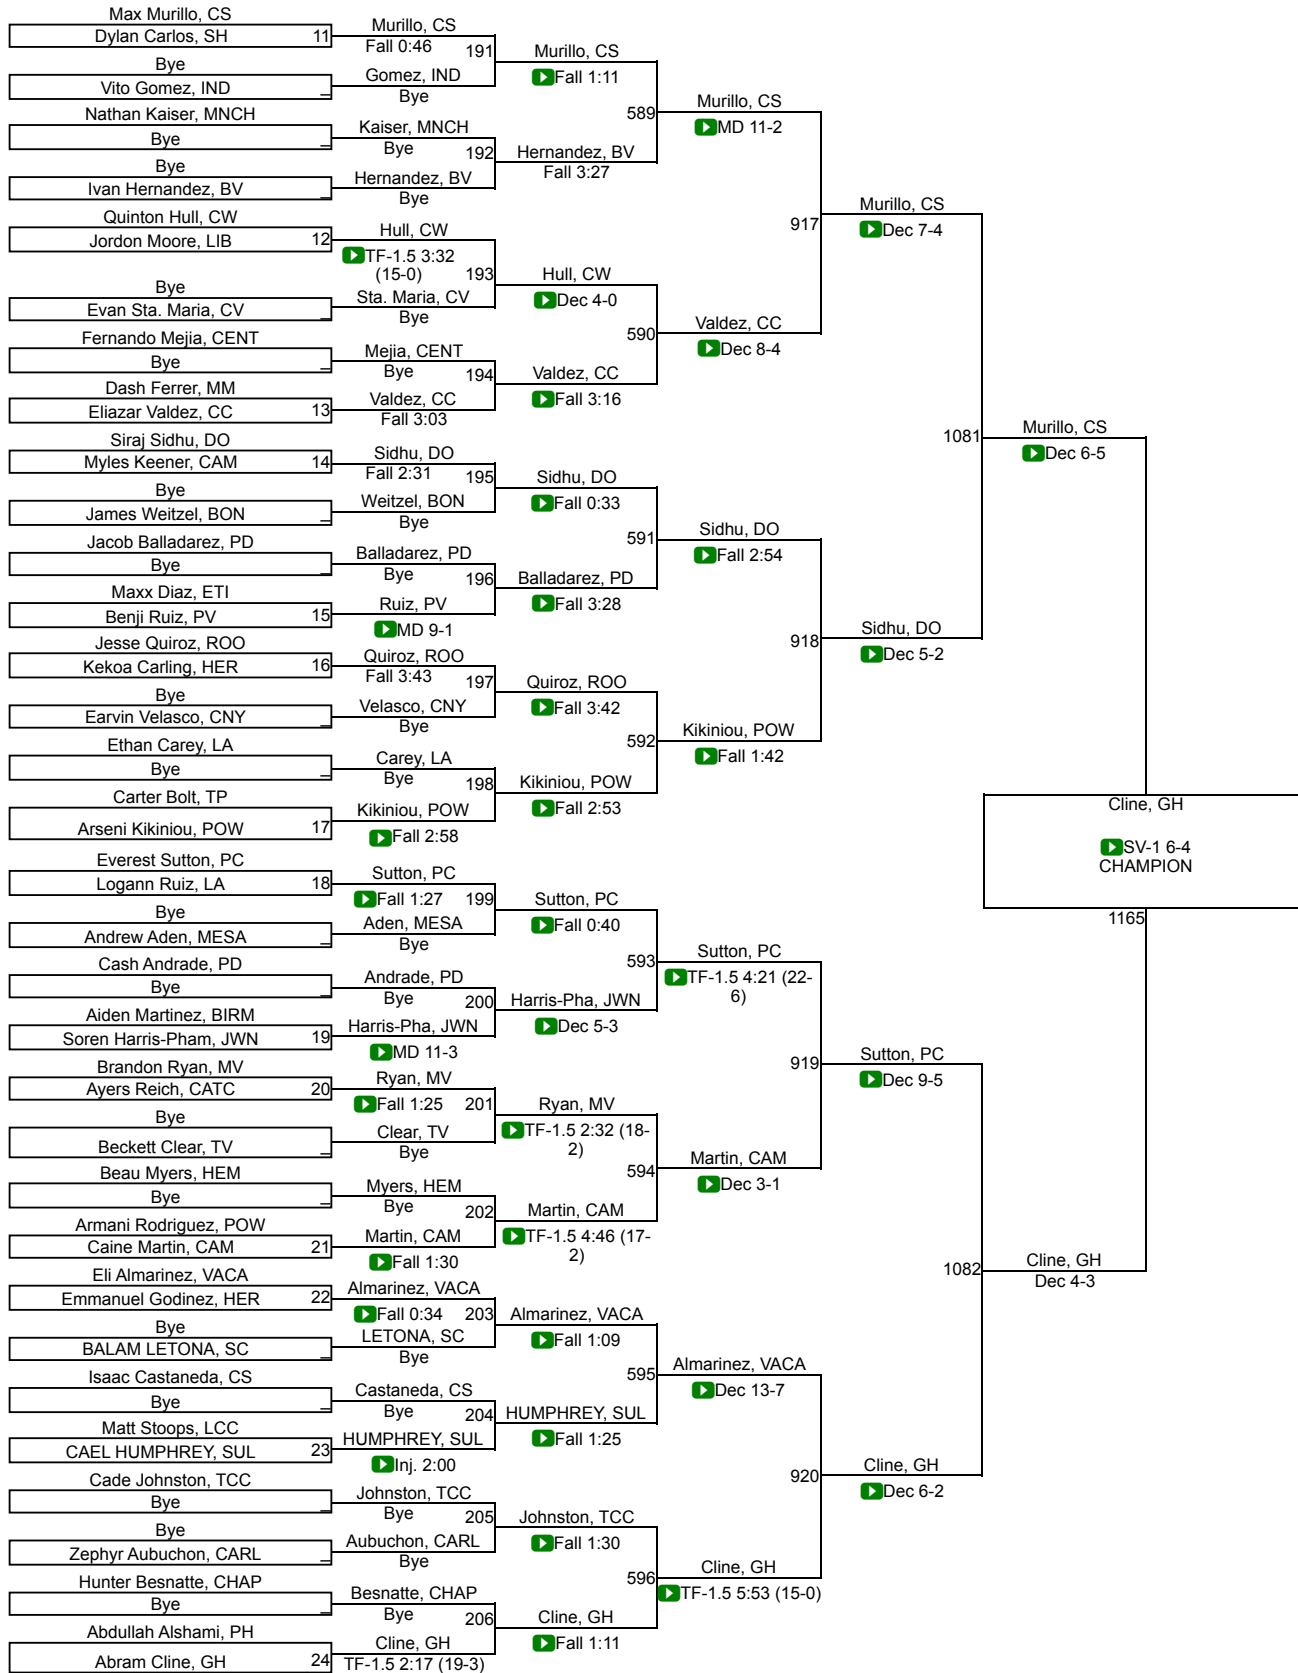 Max Murillo, CS
Dylan Carlos, SH 11
Bye
Vito Gomez, IND _
Nathan Kaiser, MNCH
Bye _
Bye
Ivan Hernandez, BV _
Quinton Hull, CW
Jordon Moore, LIB 12
Bye
Evan Sta. Maria, CV _
Fernando Mejia, CENT
Bye _
Dash Ferrer, MM
Eliazar Valdez, CC 13
Siraj Sidhu, DO
Myles Keener, CAM 14
Bye
James Weitzel, BON _
Jacob Balladarez, PD
Bye _
Maxx Diaz, ETI
Benji Ruiz, PV 15
Jesse Quiroz, ROO
Kekoa Carling, HER 16
Bye
Earvin Velasco, CNY _
Ethan Carey, LA
Bye _
Carter Bolt, TP
Arseni Kikiniou, POW 17
Everest Sutton, PC
Logann Ruiz, LA 18
Bye
Andrew Aden, MESA _
Cash Andrade, PD
Bye _
Aiden Martinez, BIRM
Soren Harris-Pham, JWN 19
Brandon Ryan, MV
Ayers Reich, CATC 20
Bye
Beckett Clear, TV _
Beau Myers, HEM
Bye _
Armani Rodriguez, POW
Caine Martin, CAM 21
Eli Almarinez, VACA
Emmanuel Godinez, HER 22
Bye
BALAM LETONA, SC _
Isaac Castaneda, CS
Bye _
Matt Stoops, LCC
CAEL HUMPHREY, SUL 23
Cade Johnston, TCC
Bye _
Bye
Zephyr Aubuchon, CARL _
Hunter Besnatte, CHAP
Bye _
Abdullah Alshami, PH
Abram Cline, GH 24
Murillo, CS
Fall 0:46
191
Gomez, IND
Bye
Kaiser, MNCH
Bye
192
Hernandez, BV
Bye
Hull, CW
TF-1.5 3:32
(15-0)
193
Sta. Maria, CV
Bye
Mejia, CENT
Bye
194
Valdez, CC
Fall 3:03
Sidhu, DO
Fall 2:31
195
Weitzel, BON
Bye
Balladarez, PD
Bye
196
Ruiz, PV
MD 9-1
Quiroz, ROO
Fall 3:43
197
Velasco, CNY
Bye
Carey, LA
Bye
198
Kikiniou, POW
Fall 2:58
Sutton, PC
Fall 1:27
199
Aden, MESA
Bye
Andrade, PD
Bye
200
Harris-Pha, JWN
MD 11-3
Ryan, MV
Fall 1:25
201
Clear, TV
Bye
Myers, HEM
Bye
202
Martin, CAM
Fall 1:30
Almarinez, VACA
Fall 0:34
203
LETONA, SC
Bye
Castaneda, CS
Bye
204
HUMPHREY, SUL
Inj. 2:00
Johnston, TCC
Bye
205
Aubuchon, CARL
Bye
Besnatte, CHAP
Bye
206
Cline, GH
TF-1.5 2:17 (19-3)
Murillo, CS
Fall 1:11
589
Hernandez, BV
Fall 3:27
Hull, CW
Dec 4-0
590
Valdez, CC
Fall 3:16
Sidhu, DO
Fall 0:33
591
Balladarez, PD
Fall 3:28
Quiroz, ROO
Fall 3:42
592
Kikiniou, POW
Fall 2:53
Sutton, PC
Fall 0:40
593
Harris-Pha, JWN
Dec 5-3
Ryan, MV
TF-1.5 2:32 (18-
2)
594
Martin, CAM
TF-1.5 4:46 (17-
2)
Almarinez, VACA
Fall 1:09
595
HUMPHREY, SUL
Fall 1:25
Johnston, TCC
Fall 1:30
596
Cline, GH
Fall 1:11
Murillo, CS
MD 11-2
917
Valdez, CC
Dec 8-4
Sidhu, DO
Fall 2:54
918
Kikiniou, POW
Fall 1:42
Sutton, PC
TF-1.5 4:21 (22-
6)
919
Martin, CAM
Dec 3-1
Almarinez, VACA
Dec 13-7
920
Cline, GH
TF-1.5 5:53 (15-0)
Murillo, CS
Dec 7-4
1081
Sidhu, DO
Dec 5-2
Sutton, PC
Dec 9-5
1082
Cline, GH
Dec 6-2
Murillo, CS
Dec 6-5
Cline, GH
Dec 4-3
Cline, GH
SV-1 6-4
CHAMPION
1165